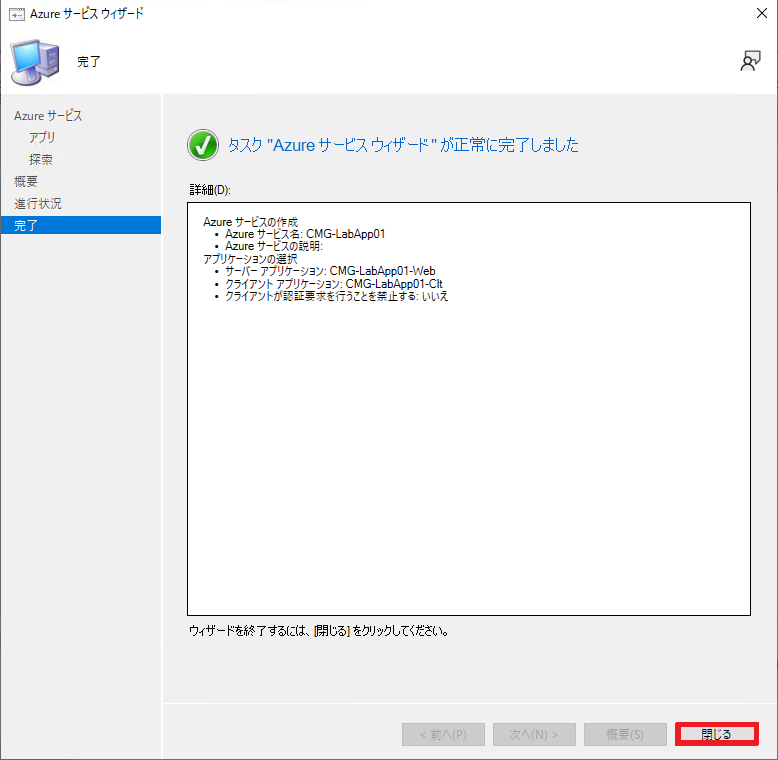 Azure サービス ウィザード
完了
Azure サービス
アプリ
探索
概要
進行状況
完了
タスク "Azure サービス ウィザード" が正常に完了しました
詳細(D):
Azure サービスの作成
• Azure サービス名: CMG-LabApp01
• Azure サービスの説明:
アプリケーションの選択
• サーバー アプリケーション: CMG-LabApp01-Web
• クライアント アプリケーション: CMG-LabApp01-Clt
• クライアントが認証要求を行うことを禁止する: いいえ
ウィザードを終了するには、[閉じる] をクリックしてください。
< 前へ(P)
次へ(N) >
概要(S)
閉じる